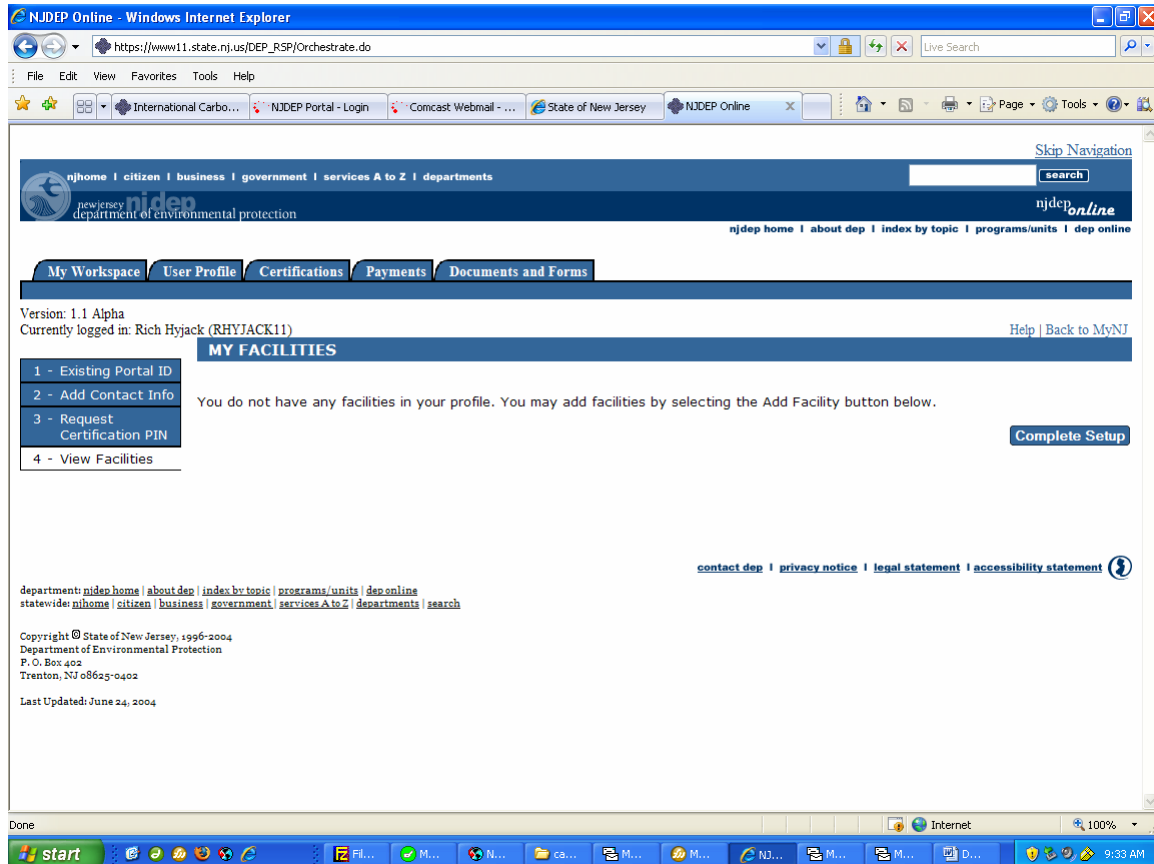 NJDEP Online - Windows Internet Explorer
https://www11.state.nj.us/DEP_RSP/Orchestrate.do
Live Search
File Edit View Favorites Tools Help
International Carbo... NJDEP Portal - Login Comcast Webmail - ... State of New Jersey NJDEP Online Page Tools
Skip Navigation
njhome | citizen | business | government | services A to Z | departments search
newjersey njdep
department of environmental protection
njdeponline
njdep home | about dep | index by topic | programs/units | dep online
My Workspace User Profile Certifications Payments Documents and Forms
Version: 1.1 Alpha
Currently logged in: Rich Hyjack (RHYJACK11) Help | Back to MyNJ
MY FACILITIES
1 - Existing Portal ID
2 - Add Contact Info
3 - Request
Certification PIN
4 - View Facilities
You do not have any facilities in your profile. You may add facilities by selecting the Add Facility button below.
Complete Setup
contact dep | privacy notice | legal statement | accessibility statement
department: njdep home | about dep | index by topic | programs/units | dep online
statewide: njhome | citizen | business | government | services A to Z | departments | search
Copyright © State of New Jersey, 1996-2004
Department of Environmental Protection
P. O. Box 402
Trenton, NJ 08625-0402
Last Updated: June 24, 2004
Done Internet 100%
start Fil... M... N... ca... M... M... NJ... M... M... D... 9:33 AM